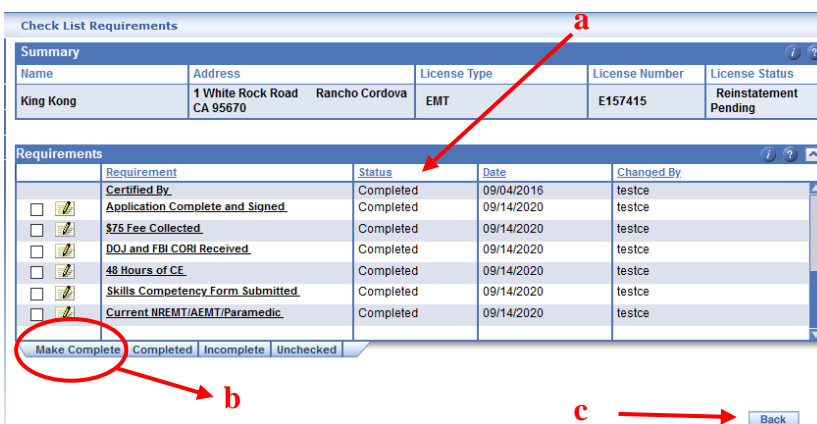 Check List Requirements
a
Summary
Name Address License Type License Number License Status
King Kong 1 White Rock Road Rancho Cordova CA 95670 EMT E157415 Reinstatement Pending
Requirements
Requirement Status Date Changed By
Certified By Completed 09/04/2016 testce
Application Complete and Signed Completed 09/14/2020 testce
$75 Fee Collected Completed 09/14/2020 testce
DOJ and FBI CORI Received Completed 09/14/2020 testce
48 Hours of CE Completed 09/14/2020 testce
Skills Competency Form Submitted Completed 09/14/2020 testce
Current NREMT/AEMT/Paramedic Completed 09/14/2020 testce
Make Complete Completed Incomplete Unchecked
b
c
Back